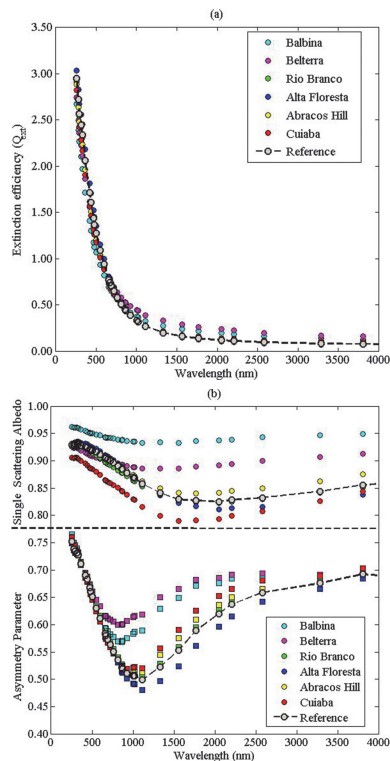 (a)
Extinction efficiency (Qext)
3.50
3.00
2.50
2.00
1.50
1.00
0.50
0.00
Balbina
Belterra
Rio Branco
Alta Floresta
Abracos Hill
Cuiaba
Reference
0 500 1000 1500 2000 2500 3000 3500 4000
Wavelength (nm)
(b)
Single Scattering Albedo
1.00
0.95
0.90
0.85
0.80
Asymmetry Parameter
0.75
0.70
0.65
0.60
0.55
0.50
0.45
0.40
Balbina
Belterra
Rio Branco
Alta Floresta
Abracos Hill
Cuiaba
Reference
0 500 1000 1500 2000 2500 3000 3500 4000
Wavelength (nm)